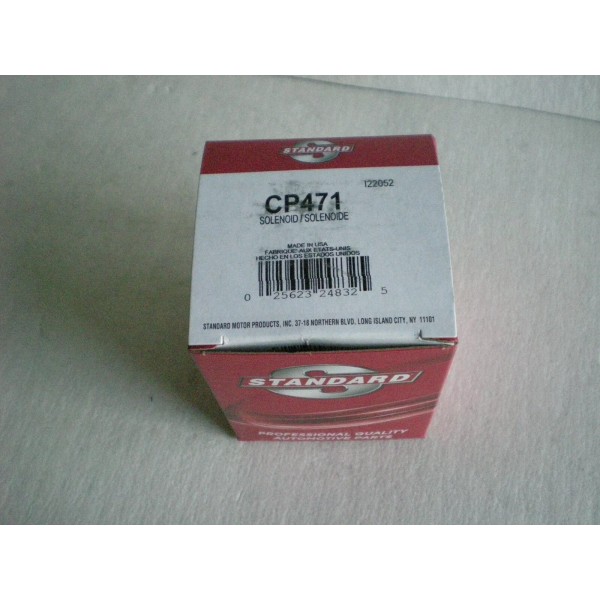 STANDARD
122052
CP471
SOLENOID / SOLENOIDE
MADE IN USA
FABRIQUÉ AUX ETATS-UNIS
HECHO EN LOS ESTADOS UNIDOS
0 25623 24832 5
STANDARD MOTOR PRODUCTS, INC. 37-18 NORTHERN BLVD. LONG ISLAND CITY, NY 11101
STANDARD
PROFESSIONAL QUALITY
AUTOMOTIVE PARTS